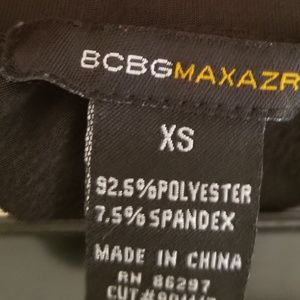 BCBGMAXAZR
XS
92.5%POLYESTER
7.5%SPANDEX
MADE IN CHINA
RN 86297